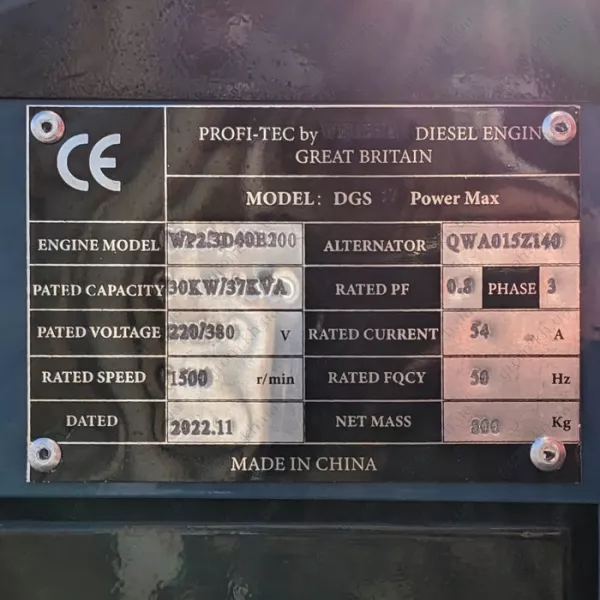 CE
PROFI-TEC by DIESEL ENGIN
GREAT BRITAIN
MODEL: DGS Power Max
ENGINE MODEL WP2.3D40E200 ALTERNATOR QWA015Z140
PATED CAPACITY 30KW/37KVA RATED PF 0.8 PHASE 3
PATED VOLTAGE 220/380 V RATED CURRENT 54 A
RATED SPEED 1500 r/min RATED FQCY 50 Hz
DATED 2022.11 NET MASS Kg
MADE IN CHINA